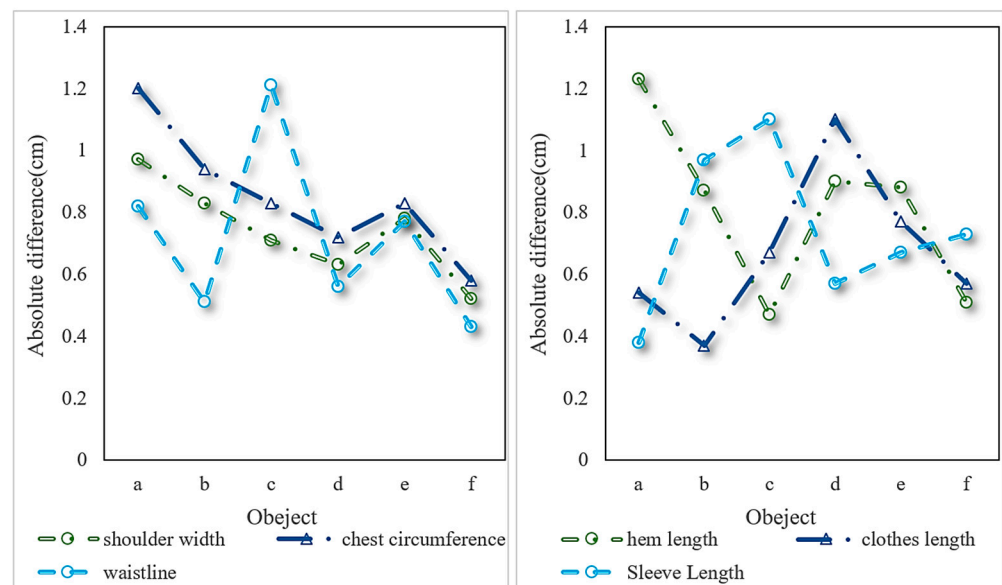 1.4
1.2
1
0.8
0.6
0.4
0.2
0
Absolute difference(cm)
a b c d e f
Obeject
shoulder width
chest circumference
waistline
1.4
1.2
1
0.8
0.6
0.4
0.2
0
Absolute difference(cm)
a b c d e f
Obeject
hem length
clothes length
Sleeve Length